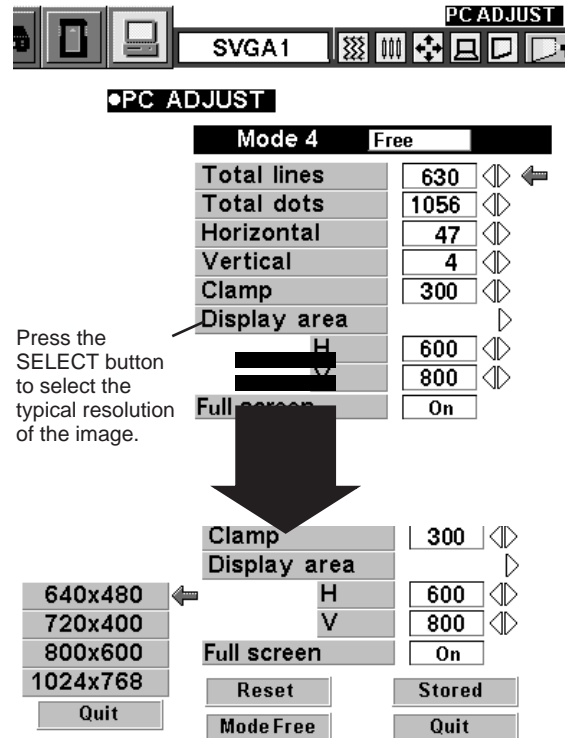 PC ADJUST
SVGA1
●PC ADJUST
Mode 4 Free
Total lines 630
Total dots 1056
Horizontal 47
Vertical 4
Clamp 300
Display area
H 600
V 800
Full screen On
Press the
SELECT button
to select the
typical resolution
of the image.
Clamp 300
Display area
H 600
V 800
Full screen On
640x480
720x400
800x600
1024x768
Quit
Reset Stored
Mode Free Quit